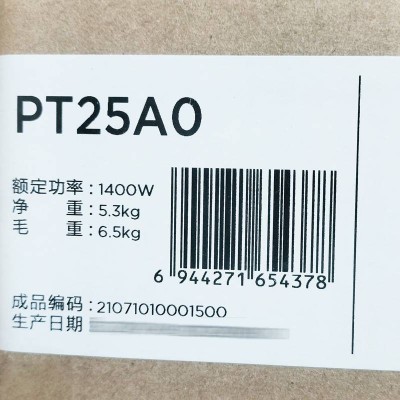 PT25A0
额定功率：1400W
净 重：5.3kg
毛 重：6.5kg
6 944271 654378
成品编码：21071010001500
生产日期